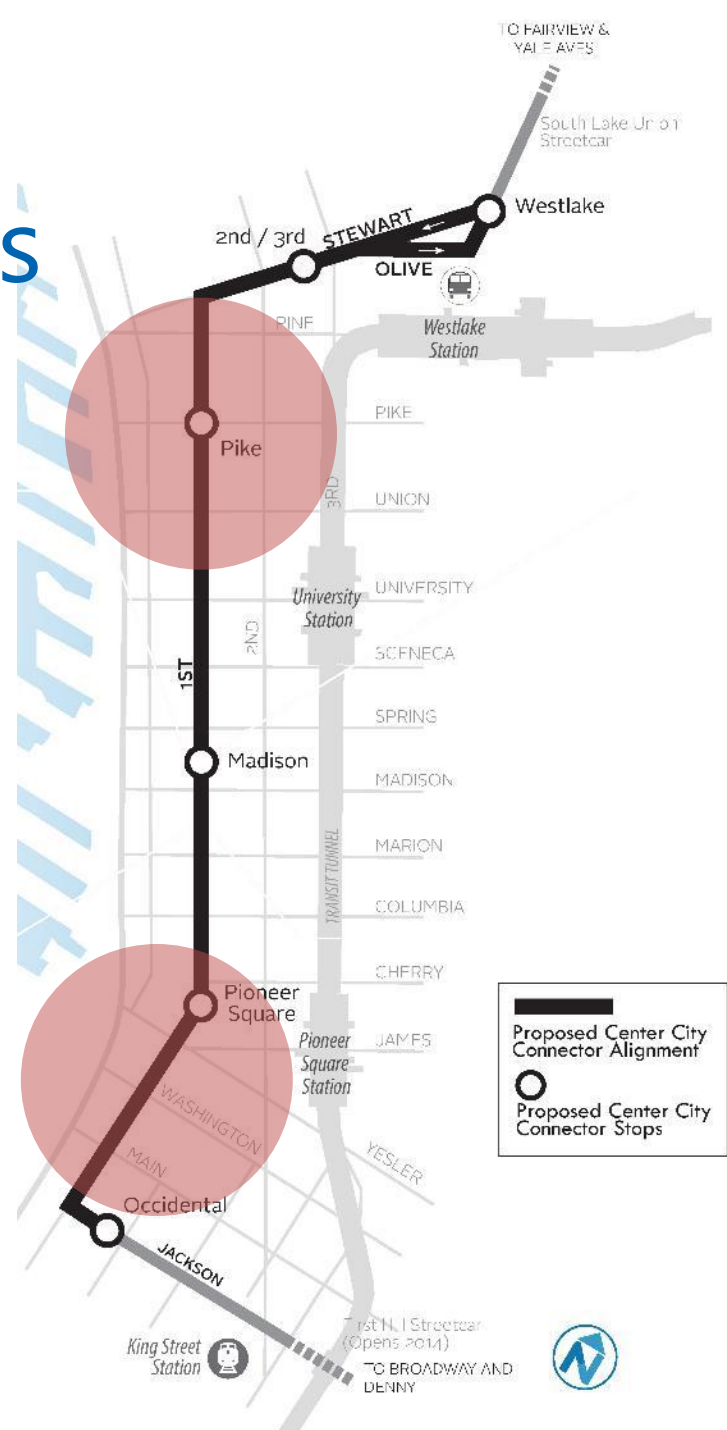 TO FAIRVIEW &
YALE AVES
South Lake Union
Streetcar
Westlake
S
2nd / 3rd
STEWART
OLIVE
PINE
Westlake
Station
PIKE
Pike
3RD
UNION
University
Station
UNIVERSITY
2ND
1ST
SCENECA
SPRING
Madison
MADISON
MARION
TRANSIT TUNNEL
COLUMBIA
CHERRY
Pioneer
Square
Pioneer
Square
Station
JAMES
Proposed Center City
Connector Alignment
Proposed Center City
Connector Stops
WASHINGTON
YESLER
MAIN
Occidental
JACKSON
First Hill Streetcar
(Opens 2014)
King Street
Station
TO BROADWAY AND
DENNY
N